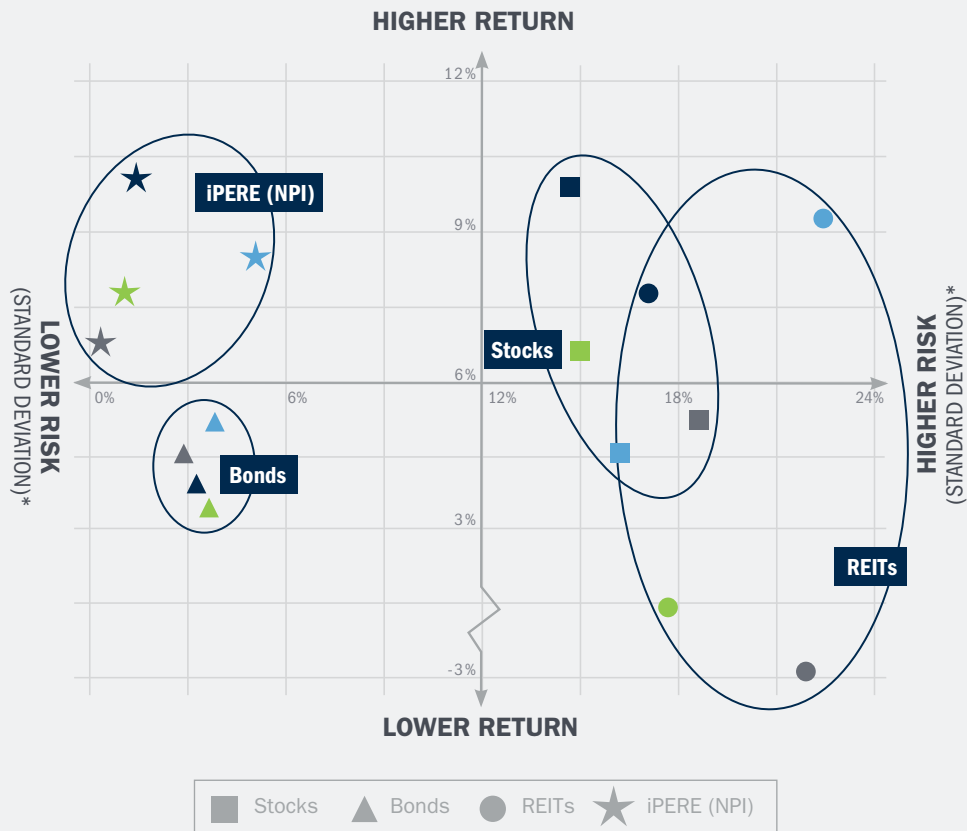 HIGHER RETURN
12%
iPERE (NPI)
9%
LOWER RISK
(STANDARD DEVIATION)*
Stocks
HIGHER RISK
(STANDARD DEVIATION)*
6%
0%
6%
12%
18%
24%
Bonds
3%
REITs
-3%
LOWER RETURN
Stocks
Bonds
REITs
iPERE (NPI)